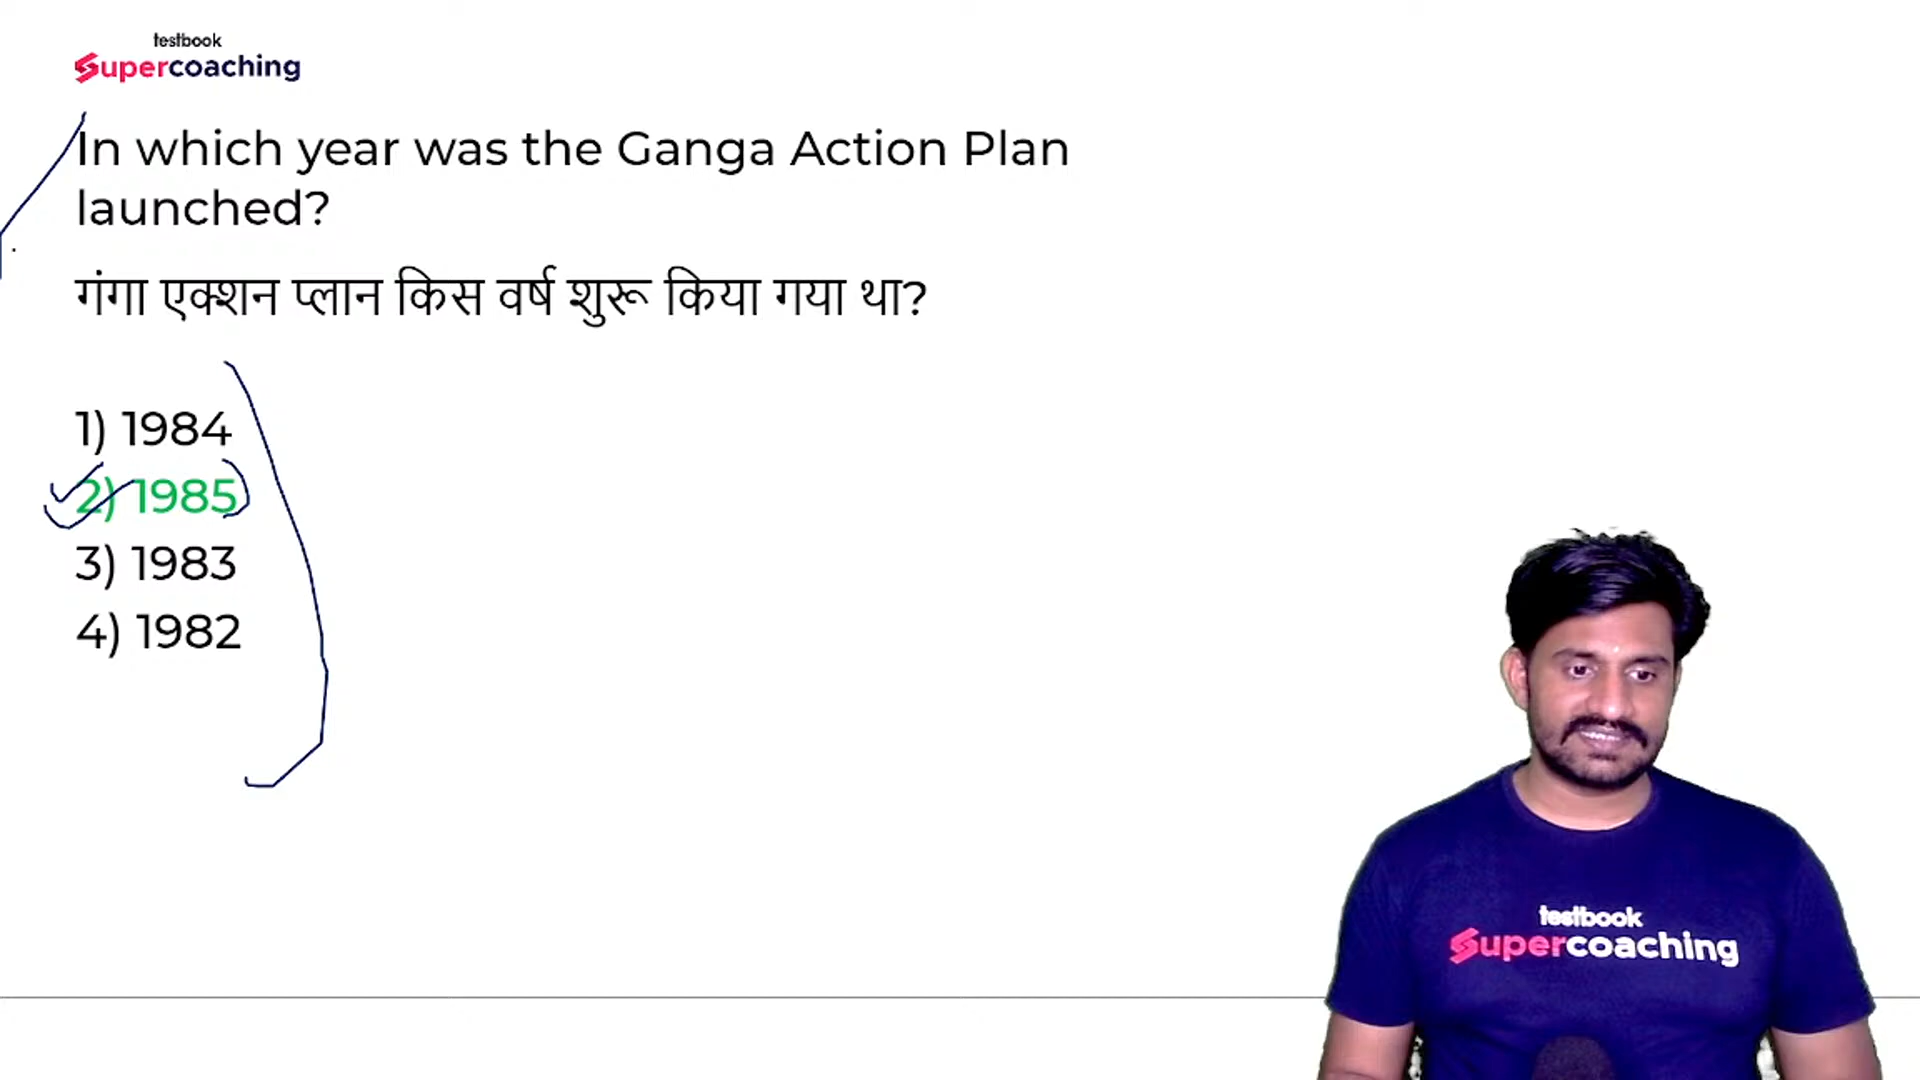 testbook
Supercoaching
In which year was the Ganga Action Plan
launched?
गंगा एक्शन प्लान किस वर्ष शुरू किया गया था?
1) 1984
2) 1985
3) 1983
4) 1982
testbook
Supercoaching